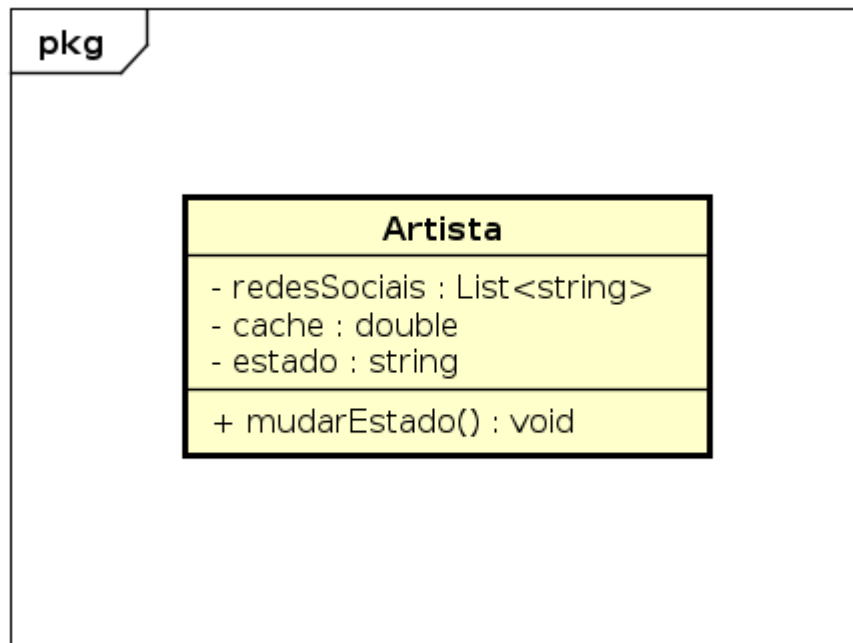 pkg
Artista
- redesSociais : List<string>
- cache : double
- estado : string
+ mudarEstado() : void